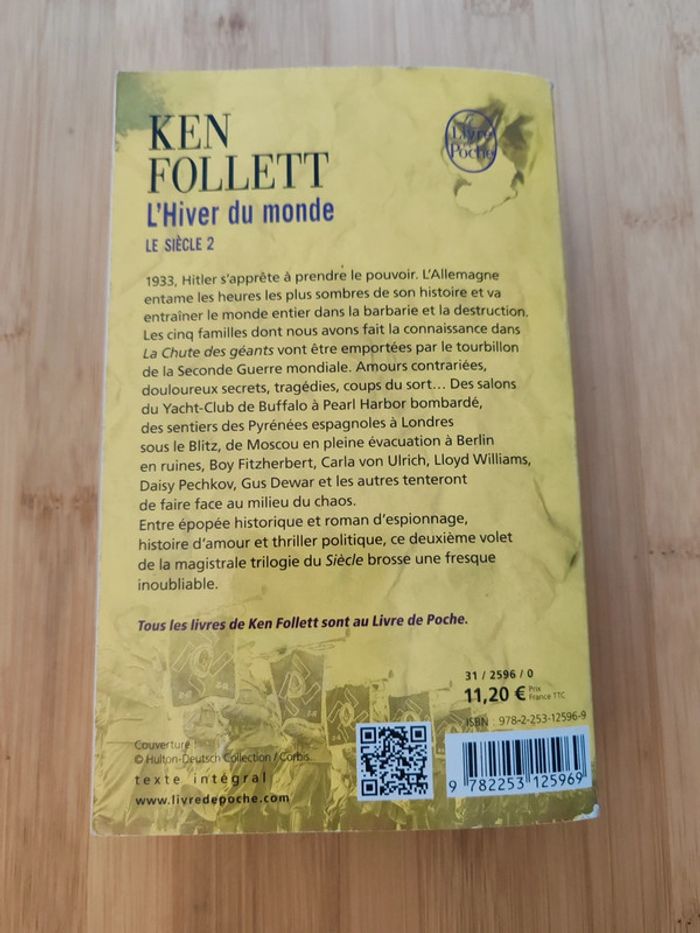 KEN
FOLLETT
L'Hiver du monde
LE SIÈCLE 2
Le
Livre
de
Poche
1933, Hitler s'apprête à prendre le pouvoir. L'Allemagne
entame les heures les plus sombres de son histoire et va
entraîner le monde entier dans la barbarie et la destruction.
Les cinq familles dont nous avons fait la connaissance dans
La Chute des géants vont être emportées par le tourbillon
de la Seconde Guerre mondiale. Amours contrariées,
douloureux secrets, tragédies, coups du sort... Des salons
du Yacht-Club de Buffalo à Pearl Harbor bombardé,
des sentiers des Pyrénées espagnoles à Londres
sous le Blitz, de Moscou en pleine évacuation à Berlin
en ruines, Boy Fitzherbert, Carla von Ulrich, Lloyd Williams,
Daisy Pechkov, Gus Dewar et les autres tenteront
de faire face au milieu du chaos.
Entre épopée historique et roman d'espionnage,
histoire d'amour et thriller politique, ce deuxième volet
de la magistrale trilogie du Siècle brosse une fresque
inoubliable.
Tous les livres de Ken Follett sont au Livre de Poche.
31 / 2596 / 0
11,20 € Prix
France TTC
ISBN : 978-2-253-12596-9
Couverture :
© Hulton-Deutsch Collection / Corbis.
texte intégral
www.livredepoche.com
9 782253 125969